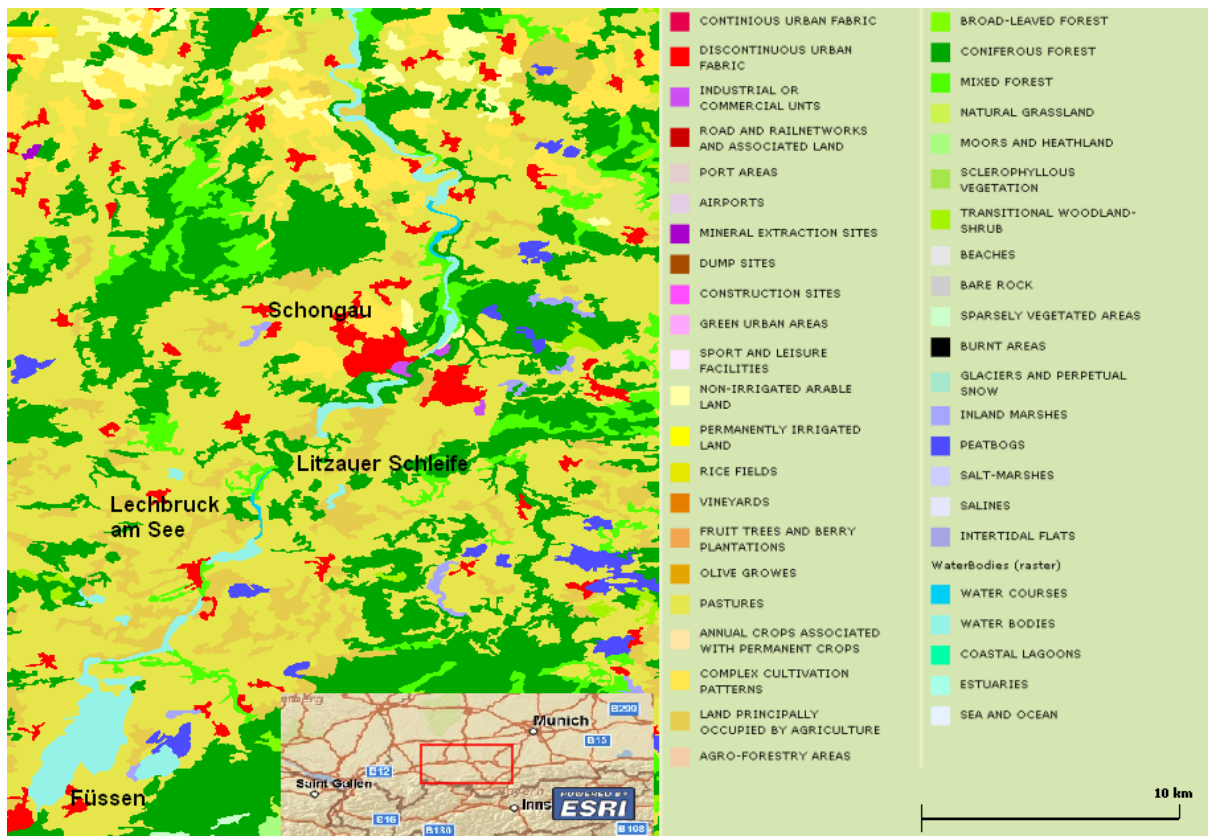 Schongau
Litzauer Schleife
Lechbruck
am See
Füssen
Munich
B299
B15
B12
Saint Gallen
Inns
B16
B180
B108
POWERED BY
ESRI
CONTINIOUS URBAN FABRIC
DISCONTINUOUS URBAN
FABRIC
INDUSTRIAL OR
COMMERCIAL UNTS
ROAD AND RAILNETWORKS
AND ASSOCIATED LAND
PORT AREAS
AIRPORTS
MINERAL EXTRACTION SITES
DUMP SITES
CONSTRUCTION SITES
GREEN URBAN AREAS
SPORT AND LEISURE
FACILITIES
NON-IRRIGATED ARABLE
LAND
PERMANENTLY IRRIGATED
LAND
RICE FIELDS
VINEYARDS
FRUIT TREES AND BERRY
PLANTATIONS
OLIVE GROWES
PASTURES
ANNUAL CROPS ASSOCIATED
WITH PERMANENT CROPS
COMPLEX CULTIVATION
PATTERNS
LAND PRINCIPALLY
OCCUPIED BY AGRICULTURE
AGRO-FORESTRY AREAS
BROAD-LEAVED FOREST
CONIFEROUS FOREST
MIXED FOREST
NATURAL GRASSLAND
MOORS AND HEATHLAND
SCLEROPHYLLOUS
VEGETATION
TRANSITIONAL WOODLAND-
SHRUB
BEACHES
BARE ROCK
SPARSELY VEGETATED AREAS
BURNT AREAS
GLACIERS AND PERPETUAL
SNOW
INLAND MARSHES
PEATBOGS
SALT-MARSHES
SALINES
INTERTIDAL FLATS
WaterBodies (raster)
WATER COURSES
WATER BODIES
COASTAL LAGOONS
ESTUARIES
SEA AND OCEAN
10 km